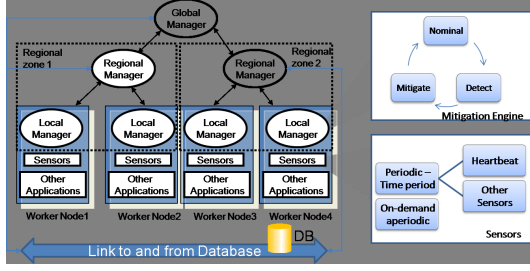 Global
Manager
Regional
zone 1
Regional
zone 2
Regional
Manager
Regional
Manager
Local
Manager
Local
Manager
Local
Manager
Local
Manager
Sensors
Sensors
Sensors
Sensors
Other
Applications
Other
Applications
Other
Applications
Other
Applications
Worker Node1
Worker Node2
Worker Node3
Worker Node4
DB
Link to and from Database
Nominal
Mitigate
Detect
Mitigation Engine
Periodic –
Time period
On-demand
aperiodic
Heartbeat
Other
Sensors
Sensors